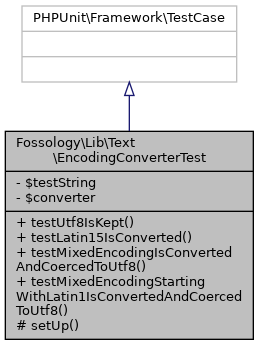 PHPUnit\Framework\TestCase
Fossology\Lib\Text
\EncodingConverterTest
- $testString
- $converter
+ testUtf8IsKept()
+ testLatin15IsConverted()
+ testMixedEncodingIsConverted
AndCoercedToUtf8()
+ testMixedEncodingStarting
WithLatin1IsConvertedAndCoerced
ToUtf8()
# setUp()